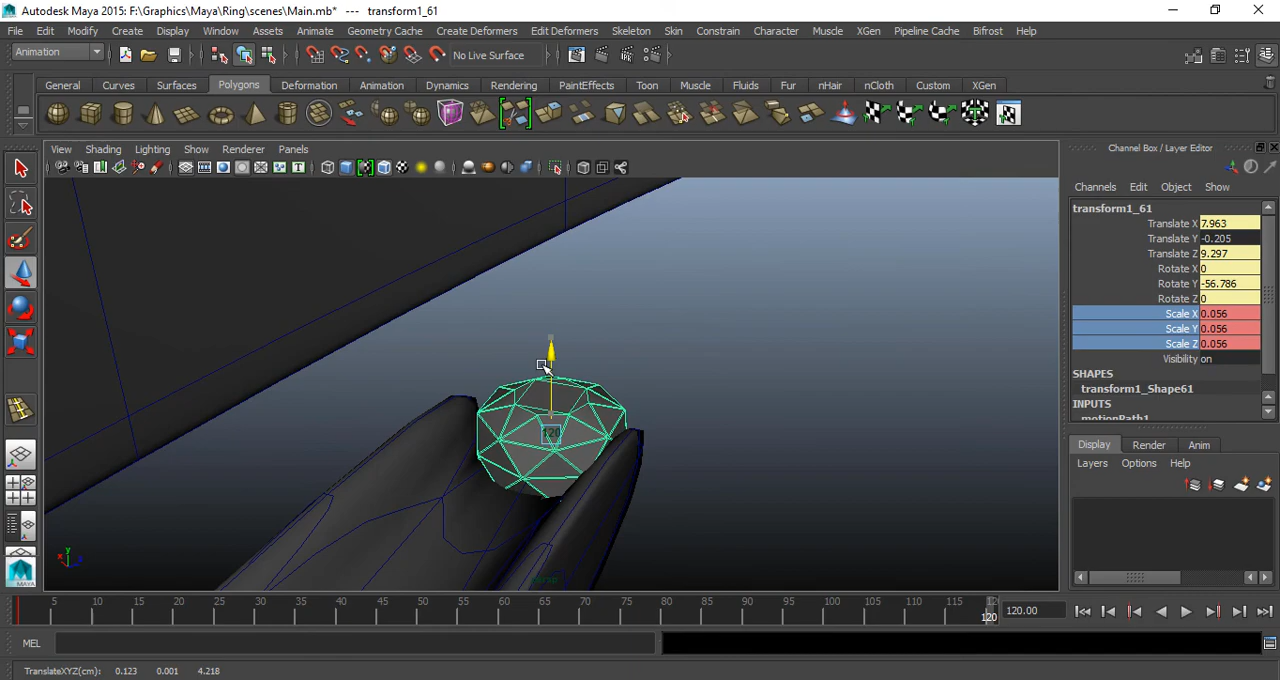 Autodesk Maya 2015: F:\Graphics\Maya\Ring\scenes\Main.mb* --- transform1_61
File Edit Modify Create Display Window Assets Animate Geometry Cache Create Deformers Edit Deformers Skeleton Skin Constrain Character Muscle XGen Pipeline Cache Bifrost Help
Animation No Live Surface
General Curves Surfaces Polygons Deformation Animation Dynamics Rendering PaintEffects Toon Muscle Fluids Fur nHair nCloth Custom XGen
View Shading Lighting Show Renderer Panels
Channel Box / Layer Editor
Channels Edit Object Show
transform1_61
Translate X 7.963
Translate Y -0.205
Translate Z 9.297
Rotate X 0
Rotate Y -56.786
Rotate Z 0
Scale X 0.056
Scale Y 0.056
Scale Z 0.056
Visibility on
SHAPES
transform1_Shape61
INPUTS
motionPath1
120
persp
Display Render Anim
Layers Options Help
5 10 15 20 25 30 35 40 45 50 55 60 65 70 75 80 85 90 95 100 105 110 115 120
120
120.00
MEL
TranslateXYZ(cm): 0.123 0.001 4.218